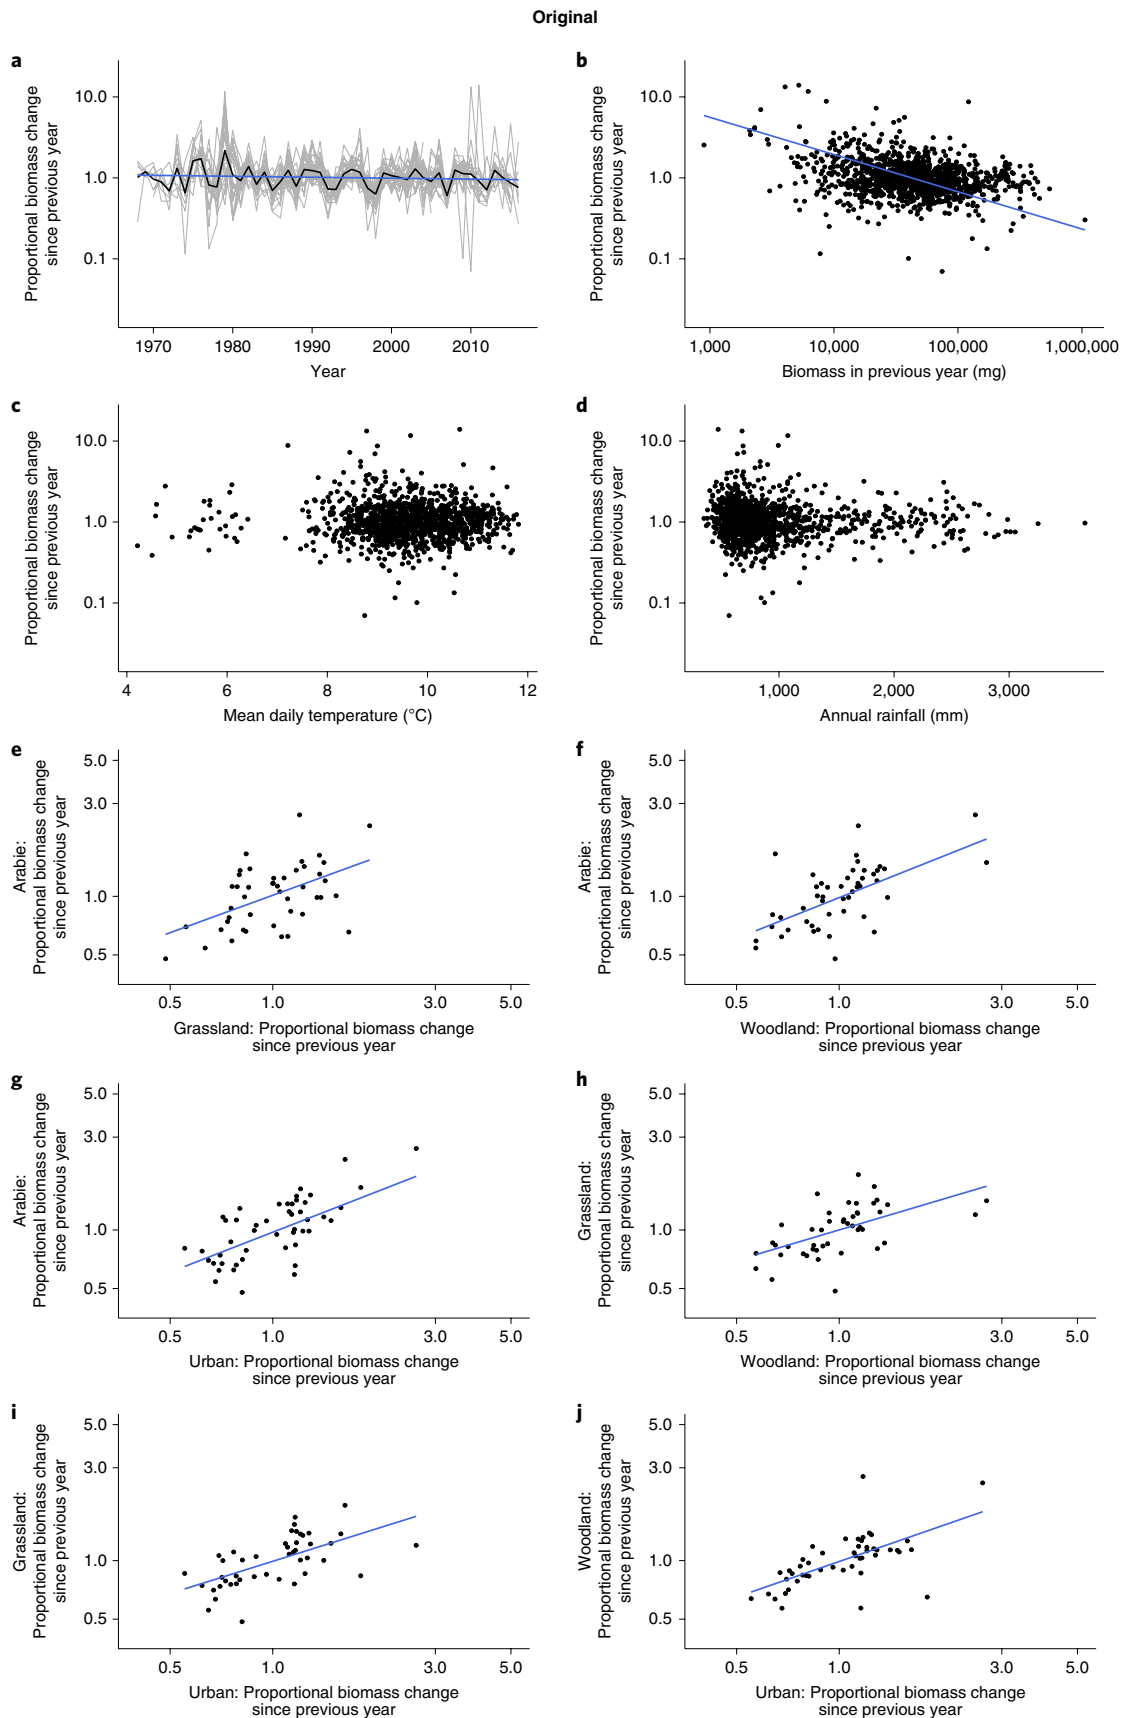 Original
a
Proportional biomass change
since previous year
10.0
1.0
0.1
1970 1980 1990 2000 2010
Year
b
Proportional biomass change
since previous year
10.0
1.0
0.1
1,000 10,000 100,000 1,000,000
Biomass in previous year (mg)
c
Proportional biomass change
since previous year
10.0
1.0
0.1
4 6 8 10 12
Mean daily temperature (°C)
d
Proportional biomass change
since previous year
10.0
1.0
0.1
1,000 2,000 3,000
Annual rainfall (mm)
e
Arabie:
Proportional biomass change
since previous year
5.0
3.0
1.0
0.5
0.5 1.0 3.0 5.0
Grassland: Proportional biomass change
since previous year
f
Arabie:
Proportional biomass change
since previous year
5.0
3.0
1.0
0.5
0.5 1.0 3.0 5.0
Woodland: Proportional biomass change
since previous year
g
Arabie:
Proportional biomass change
since previous year
5.0
3.0
1.0
0.5
0.5 1.0 3.0 5.0
Urban: Proportional biomass change
since previous year
h
Grassland:
Proportional biomass change
since previous year
5.0
3.0
1.0
0.5
0.5 1.0 3.0 5.0
Woodland: Proportional biomass change
since previous year
i
Grassland:
Proportional biomass change
since previous year
5.0
3.0
1.0
0.5
0.5 1.0 3.0 5.0
Urban: Proportional biomass change
since previous year
j
Woodland:
Proportional biomass change
since previous year
5.0
3.0
1.0
0.5
0.5 1.0 3.0 5.0
Urban: Proportional biomass change
since previous year